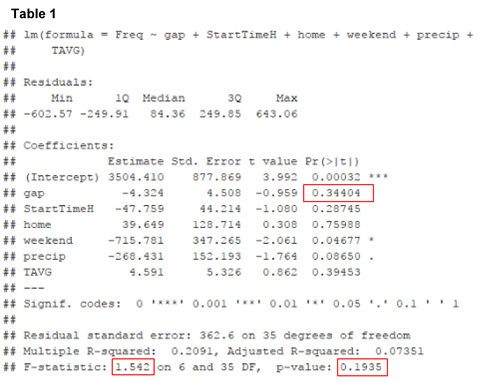 Table 1
## lm(formula = Freq ~ gap + StartTimeH + home + weekend + precip +
## TAVG)
##
## Residuals:
## Min 1Q Median 3Q Max
## -602.57 -249.91 84.36 249.85 643.06
##
## Coefficients:
## Estimate Std. Error t value Pr(>|t|)
## (Intercept) 3504.410 877.869 3.992 0.00032 ***
## gap -4.324 4.508 -0.959 0.34404
## StartTimeH -47.759 44.214 -1.080 0.28745
## home 39.649 128.714 0.308 0.75988
## weekend -715.781 347.265 -2.061 0.04677 *
## precip -268.431 152.193 -1.764 0.08650 .
## TAVG 4.591 5.326 0.862 0.39453
## ---
## Signif. codes: 0 '***' 0.001 '**' 0.01 '*' 0.05 '.' 0.1 ' ' 1
##
## Residual standard error: 362.6 on 35 degrees of freedom
## Multiple R-squared: 0.2091, Adjusted R-squared: 0.07351
## F-statistic: 1.542 on 6 and 35 DF, p-value: 0.1935